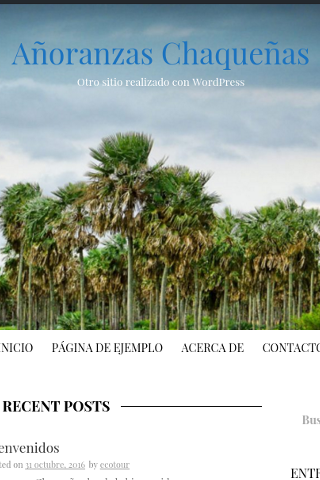 Añoranzas Chaqueñas
Otro sitio realizado con WordPress
INICIO PÁGINA DE EJEMPLO ACERCA DE CONTACTO
RECENT POSTS
Bus
envenidos
ted on 31 octubre, 2016 by ecotour
ENTR